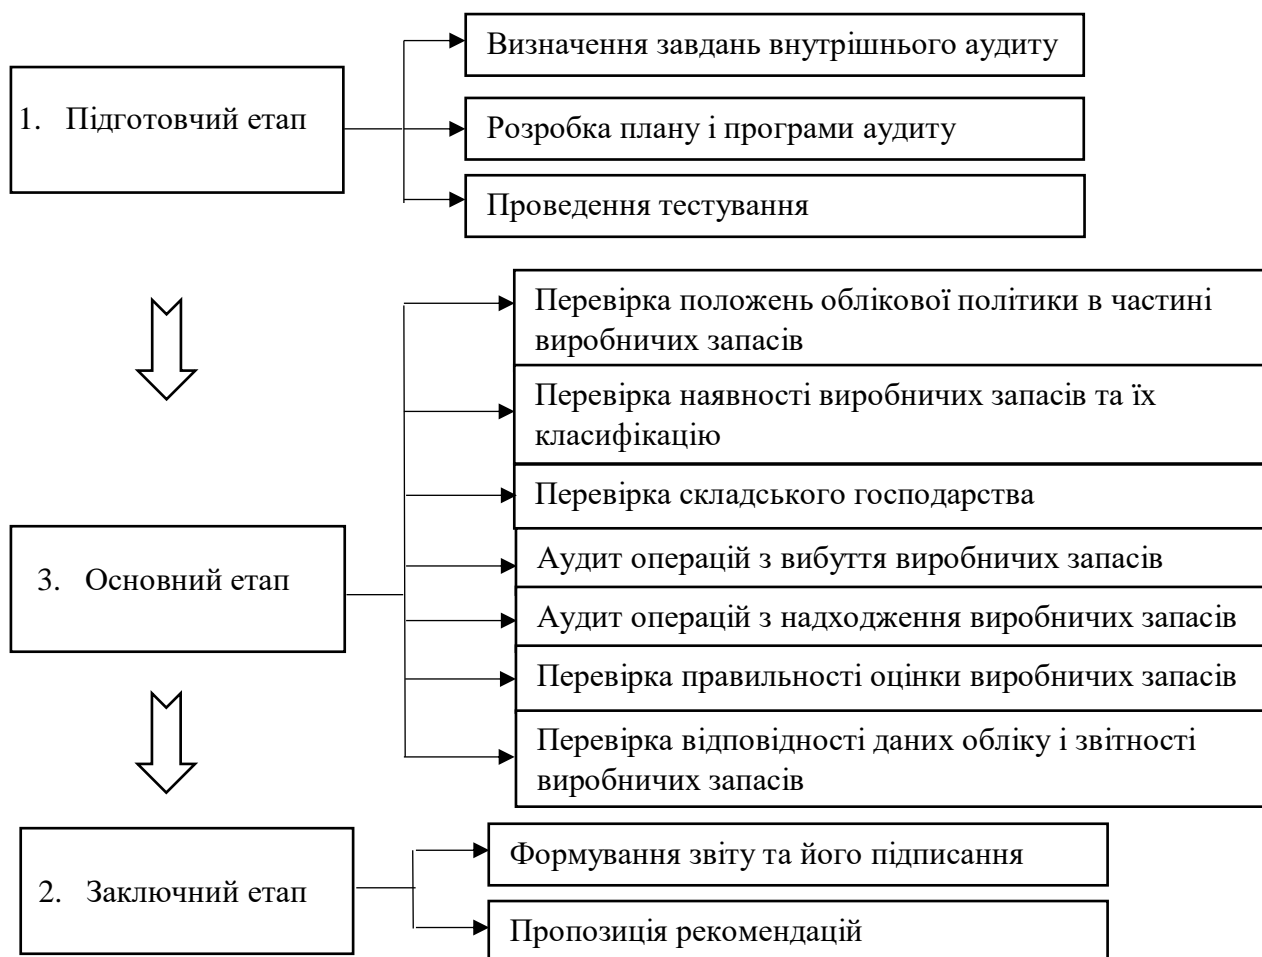 1. Підготовчий етап
Визначення завдань внутрішнього аудиту
Розробка плану і програми аудиту
Проведення тестування
3. Основний етап
Перевірка положень облікової політики в частині
виробничих запасів
Перевірка наявності виробничих запасів та їх
класифікацію
Перевірка складського господарства
Аудит операцій з вибуття виробничих запасів
Аудит операцій з надходження виробничих запасів
Перевірка правильності оцінки виробничих запасів
Перевірка відповідності даних обліку і звітності
виробничих запасів
2. Заключний етап
Формування звіту та його підписання
Пропозиція рекомендацій